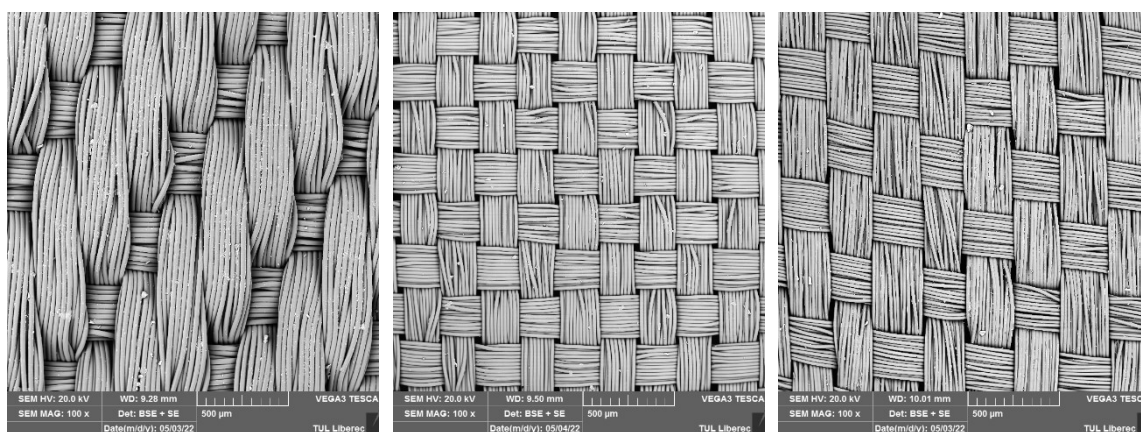 SEM HV: 20.0 kV WD: 9.28 mm VEGA3 TESCA
SEM MAG: 100 x Det: BSE + SE 500 µm
Date(m/d/y): 05/03/22 TUL Liberec
SEM HV: 20.0 kV WD: 9.50 mm VEGA3 TESCA
SEM MAG: 100 x Det: BSE + SE 500 µm
Date(m/d/y): 05/04/22 TUL Liberec
SEM HV: 20.0 kV WD: 10.01 mm VEGA3 TESCA
SEM MAG: 100 x Det: BSE + SE 500 µm
Date(m/d/y): 05/03/22 TUL Liberec